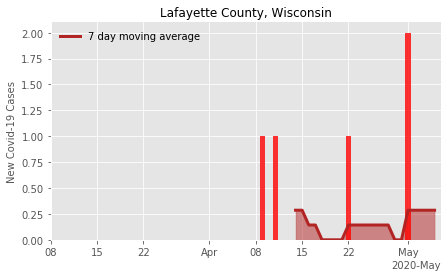 Lafayette County, Wisconsin
7 day moving average
New Covid-19 Cases
2.00
1.75
1.50
1.25
1.00
0.75
0.50
0.25
0.00
08
15
22
Apr
08
15
22
May
2020-May